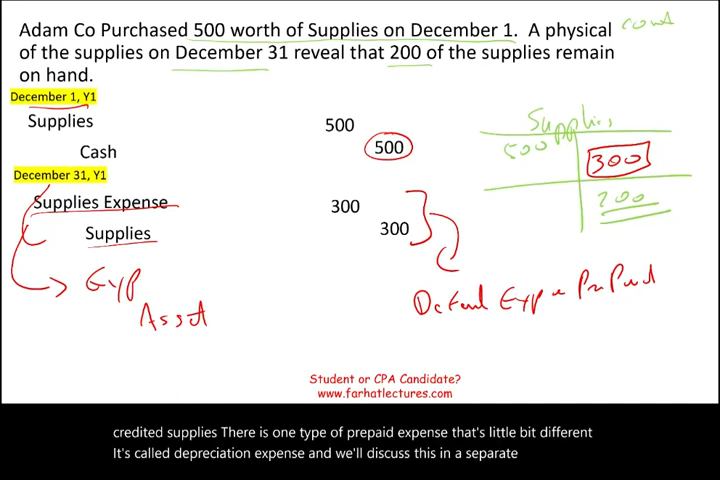 Adam Co Purchased 500 worth of Supplies on December 1. A physical count
of the supplies on December 31 reveal that 200 of the supplies remain
on hand.
December 1, Y1
Supplies 500
Cash 500
December 31, Y1
Supplies Expense 300
Supplies 300
Supplies
500
300
200
Exp
Asset
Student or CPA Candidate?
www.farhatlectures.com
credited supplies There is one type of prepaid expense that's little bit different
It's called depreciation expense and we'll discuss this in a separate